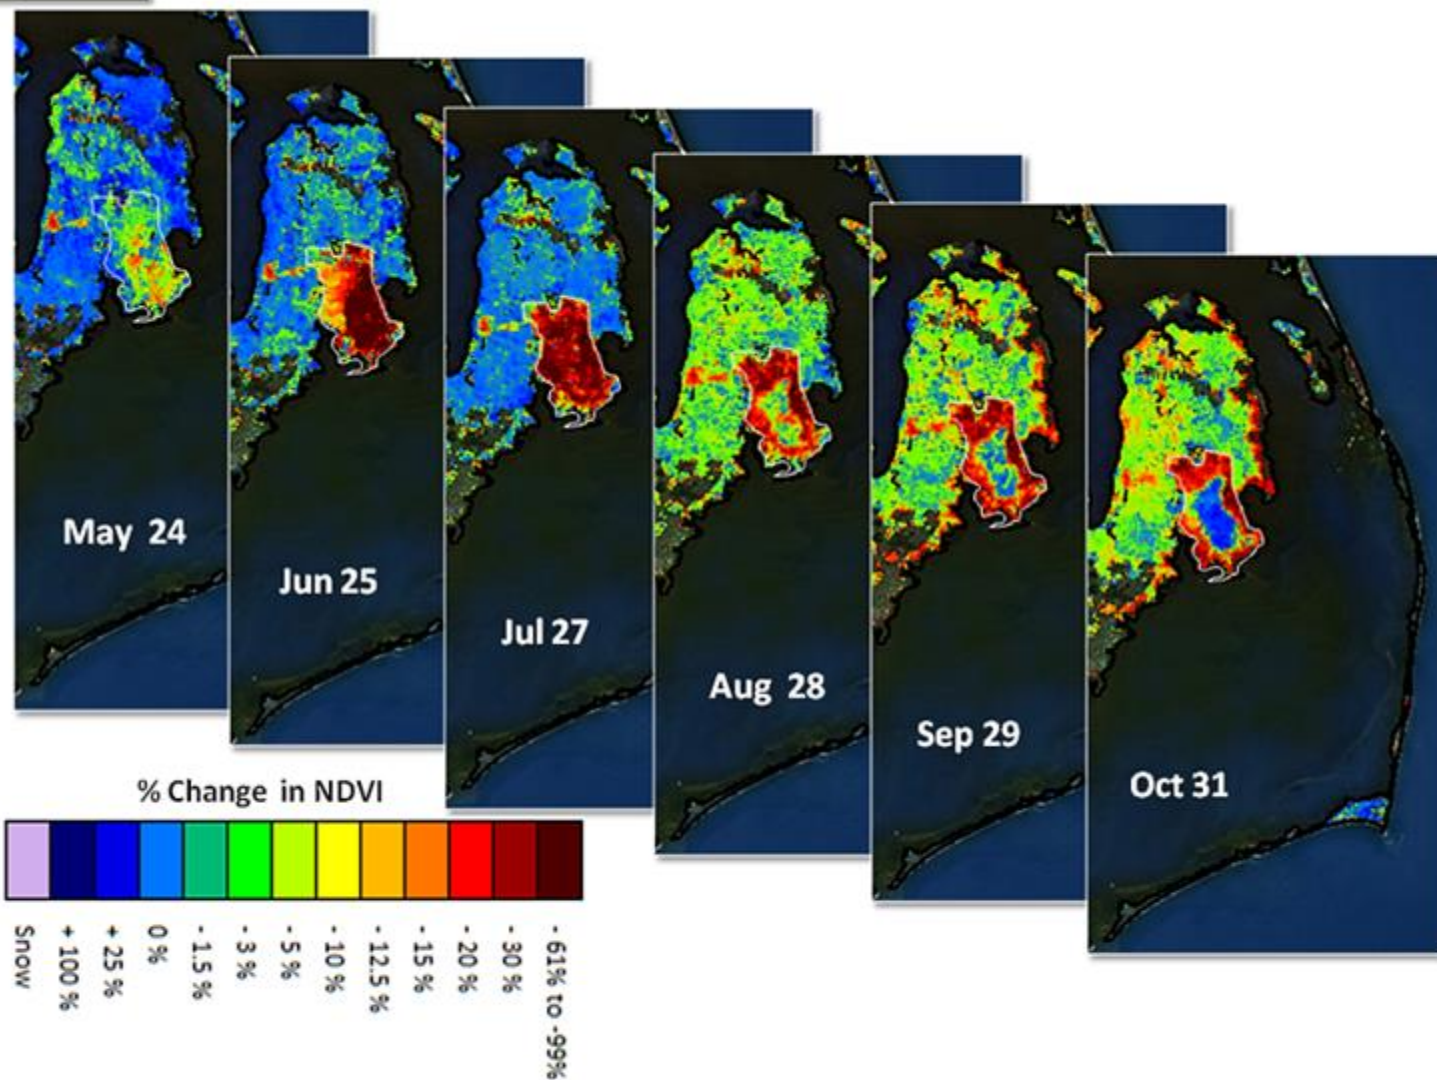 May 24
Jun 25
Jul 27
Aug 28
Sep 29
Oct 31
% Change in NDVI
Snow
+ 100 %
+ 25 %
0 %
- 1.5 %
- 3 %
- 5 %
- 10 %
- 12.5 %
- 15 %
- 20 %
- 30 %
- 61% to -99%